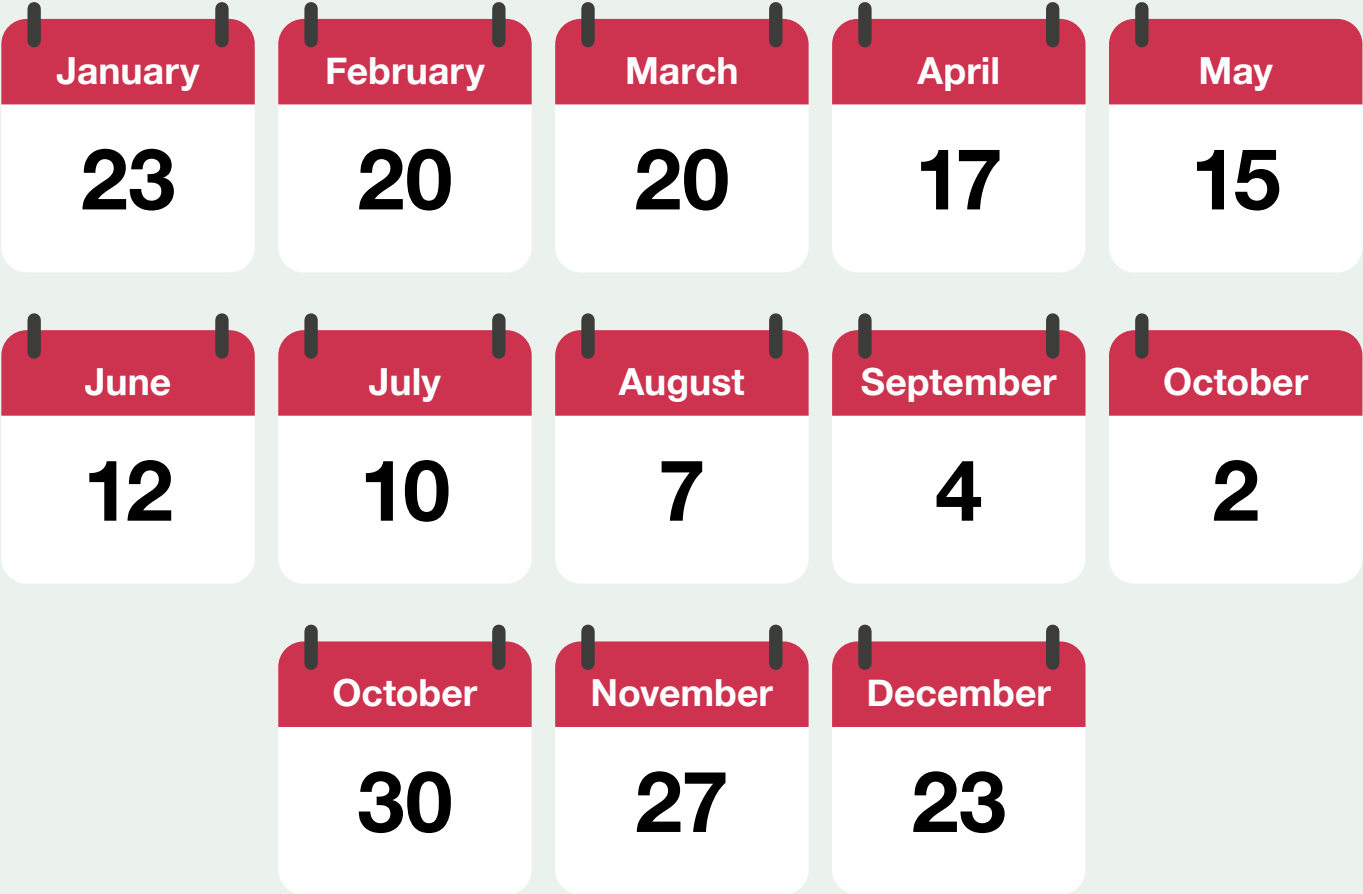 January
February
March
April
May
23
20
20
17
15
June
July
August
September
October
12
10
7
4
2
October
November
December
30
27
23